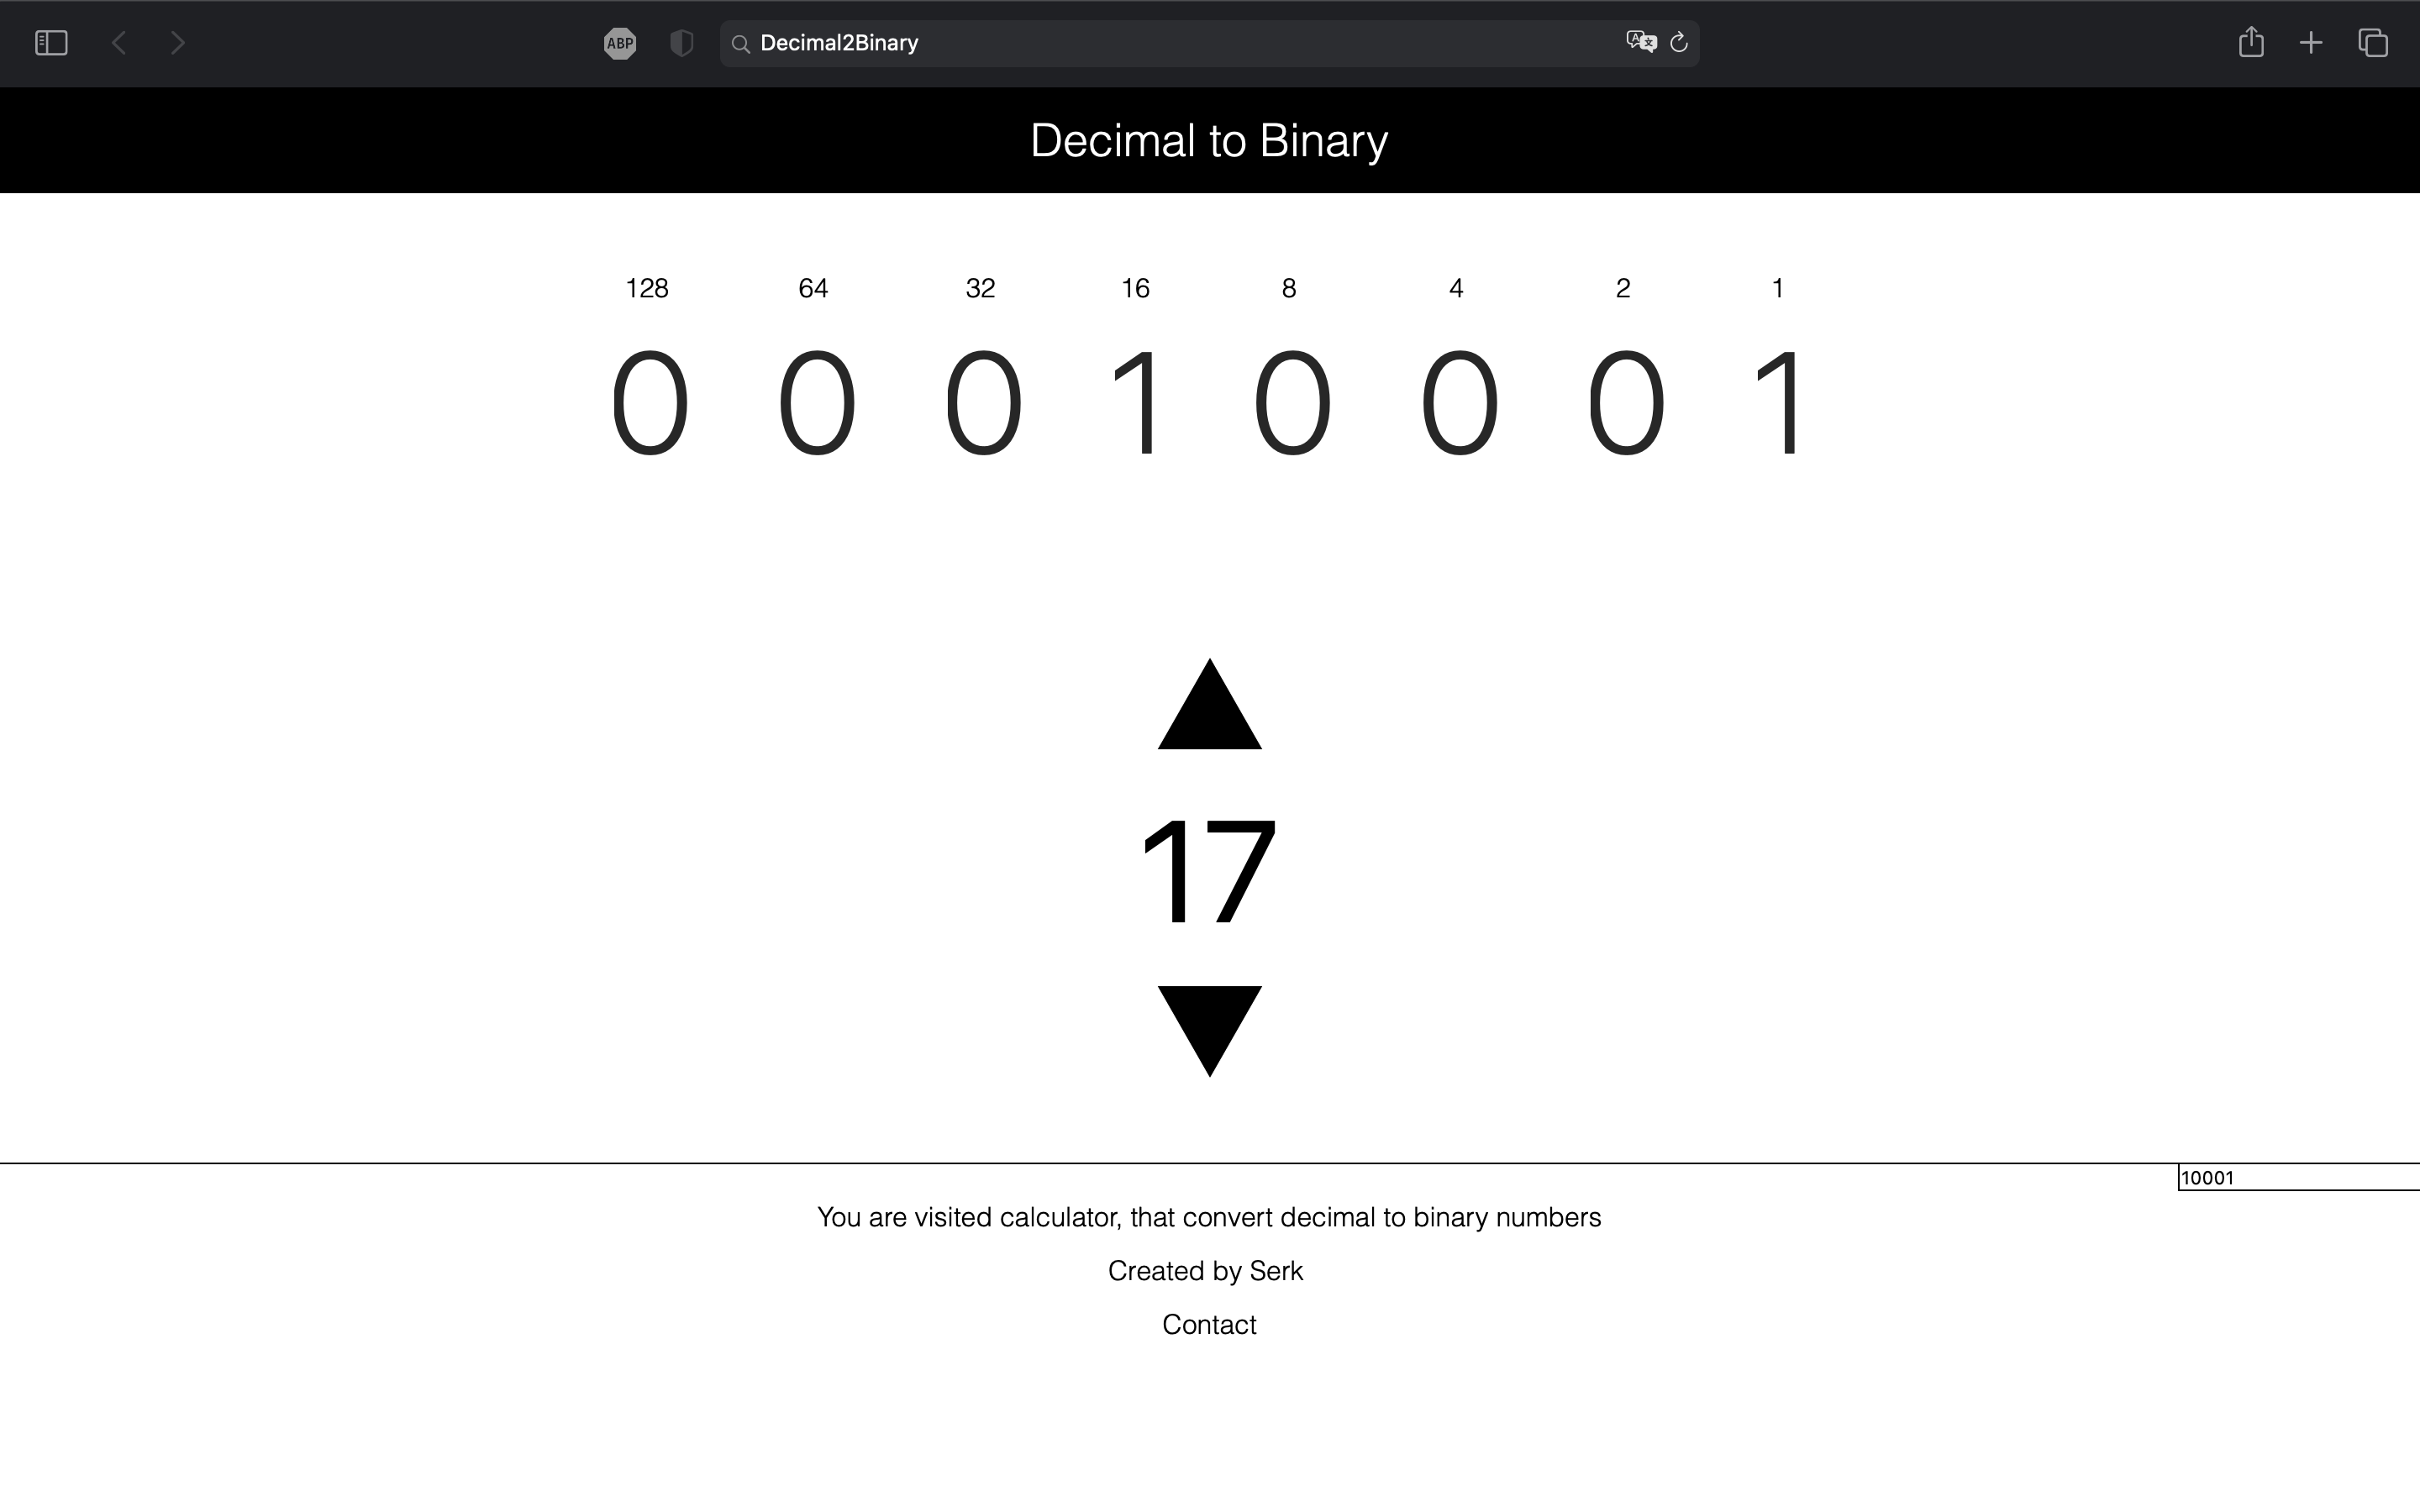 ABP Decimal2Binary
Decimal to Binary
128 64 32 16 8 4 2 1
0 0 0 1 0 0 0 1
17
10001
You are visited calculator, that convert decimal to binary numbers
Created by Serk
Contact